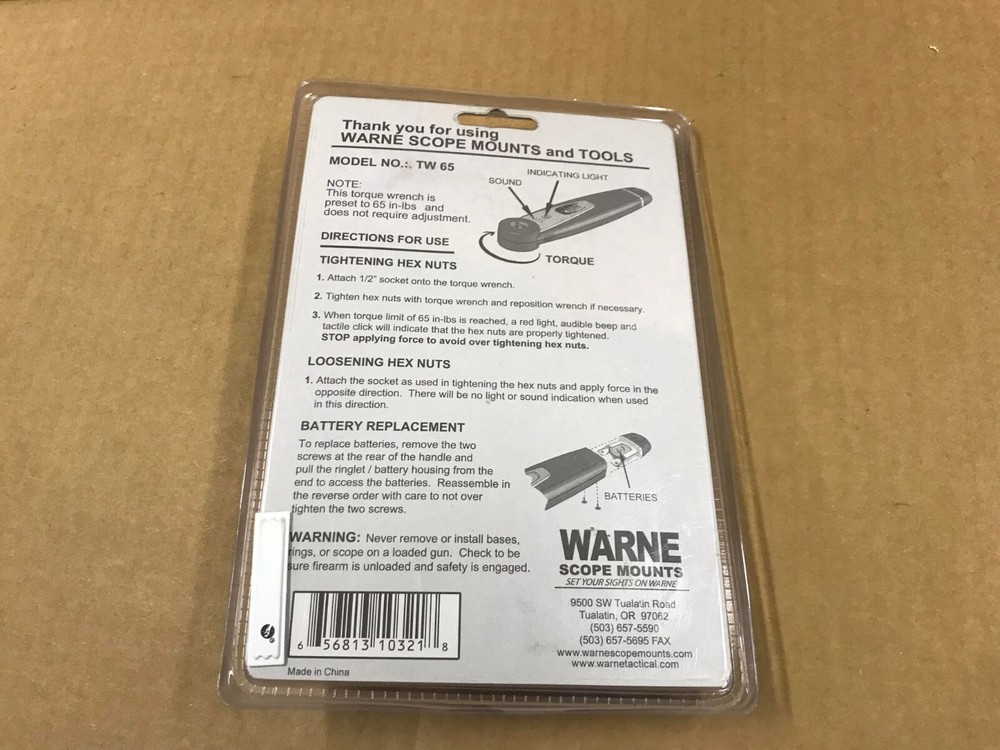 Thank you for using
WARNE SCOPE MOUNTS and TOOLS
MODEL NO.:. TW 65
NOTE:
This torque wrench is
preset to 65 in-lbs and
does not require adjustment.
SOUND
INDICATING LIGHT
TORQUE
DIRECTIONS FOR USE
TIGHTENING HEX NUTS
1. Attach 1/2" socket onto the torque wrench.
2. Tighten hex nuts with torque wrench and reposition wrench if necessary.
3. When torque limit of 65 in-lbs is reached, a red light, audible beep and
tactile click will indicate that the hex nuts are properly tightened.
STOP applying force to avoid over tightening hex nuts.
LOOSENING HEX NUTS
1. Attach the socket as used in tightening the hex nuts and apply force in the
opposite direction. There will be no light or sound indication when used
in this direction.
BATTERY REPLACEMENT
To replace batteries, remove the two
screws at the rear of the handle and
pull the ringlet / battery housing from the
end to access the batteries. Reassemble in
the reverse order with care to not over
tighten the two screws.
BATTERIES
WARNING: Never remove or install bases,
rings, or scope on a loaded gun. Check to be
sure firearm is unloaded and safety is engaged.
WARNE
SCOPE MOUNTS
SET YOUR SIGHTS ON WARNE
9500 SW Tualatin Road
Tualatin, OR 97062
(503) 657-5590
(503) 657-5695 FAX
www.warnescopemounts.com
www.warnetactical.com
6 56813 10321 8
Made in China